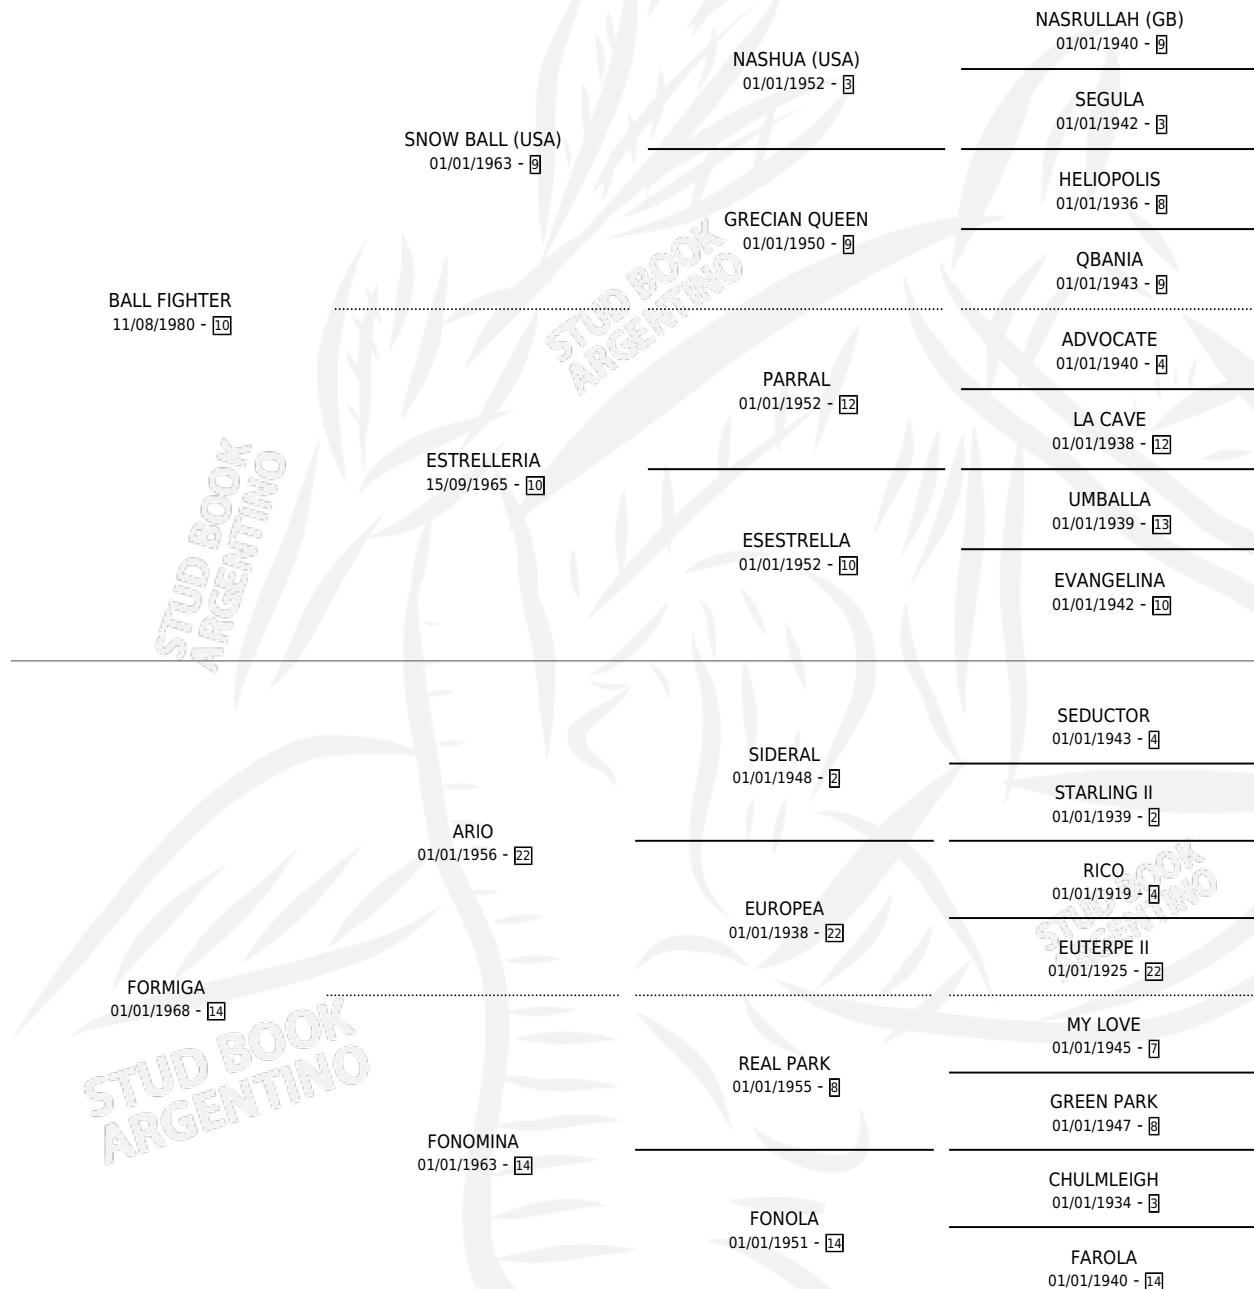 NASRULLAH (GB)
01/01/1940 - 9
NASHUA (USA)
01/01/1952 - 3
SEGULA
01/01/1942 - 3
SNOW BALL (USA)
01/01/1963 - 9
HELIOPOLIS
01/01/1936 - 8
GRECIAN QUEEN
01/01/1950 - 9
QBANIA
01/01/1943 - 9
BALL FIGHTER
11/08/1980 - 10
STUD BOOK
ARGENTINO
ADVOCATE
01/01/1940 - 4
PARRAL
01/01/1952 - 12
LA CAVE
01/01/1938 - 12
ESTRELLERIA
15/09/1965 - 10
UMBALLA
01/01/1939 - 13
ESESTRELLA
01/01/1952 - 10
EVANGELINA
01/01/1942 - 10
STUD BOOK
ARGENTINO
SEDUCTOR
01/01/1943 - 4
SIDERAL
01/01/1948 - 2
STARLING II
01/01/1939 - 2
ARIO
01/01/1956 - 22
RICO
01/01/1919 - 4
EUROPEA
01/01/1938 - 22
STUD BOOK
ARGENTINO
EUTERPE II
01/01/1925 - 22
FORMIGA
01/01/1968 - 14
STUD BOOK
ARGENTINO
MY LOVE
01/01/1945 - 7
REAL PARK
01/01/1955 - 8
GREEN PARK
01/01/1947 - 8
FONOMINA
01/01/1963 - 14
CHULMLEIGH
01/01/1934 - 3
FONOLA
01/01/1951 - 14
FAROLA
01/01/1940 - 14